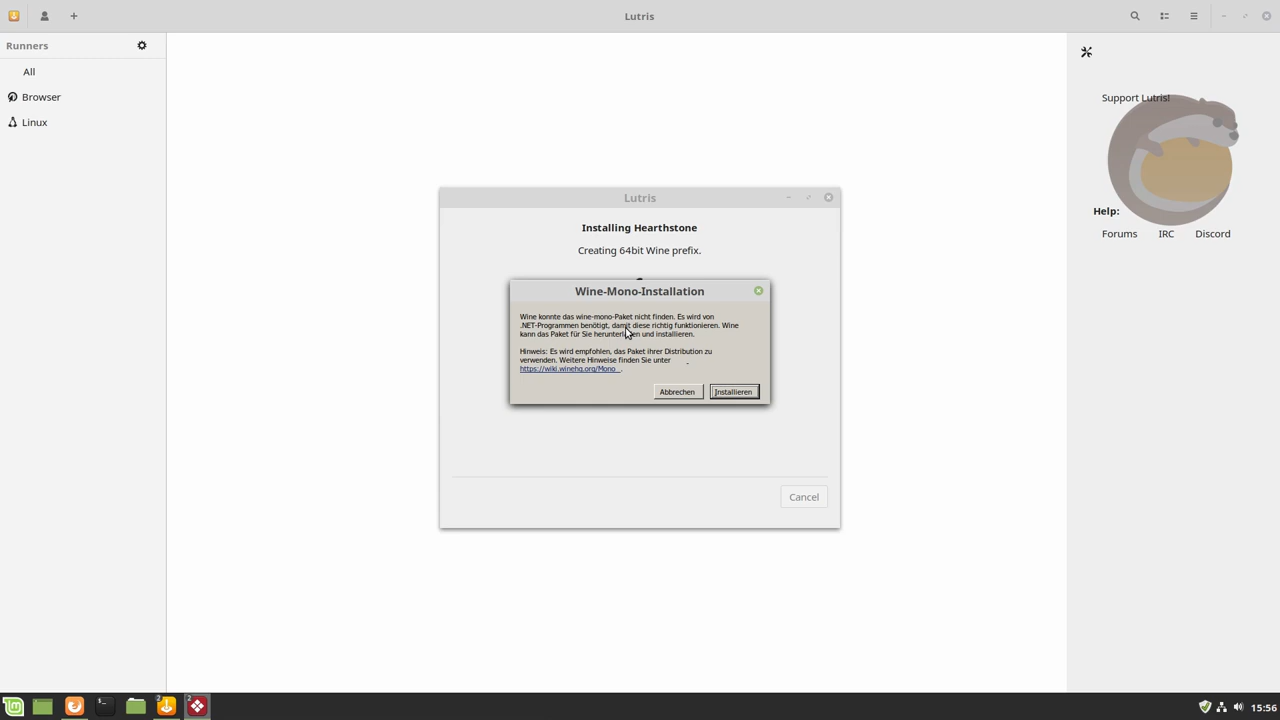 Lutris
Runners
All
Browser
Linux
Support Lutris!
Help:
Forums IRC Discord
Lutris
Installing Hearthstone
Creating 64bit Wine prefix.
Wine-Mono-Installation
Wine konnte das wine-mono-Paket nicht finden. Es wird von
.NET-Programmen benötigt, damit diese richtig funktionieren. Wine
kann das Paket für Sie herunterladen und installieren.
Hinweis: Es wird empfohlen, das Paket ihrer Distribution zu
verwenden. Weitere Hinweise finden Sie unter
https://wiki.winehq.org/Mono .
Abbrechen Installieren
Cancel
2 2
15:56